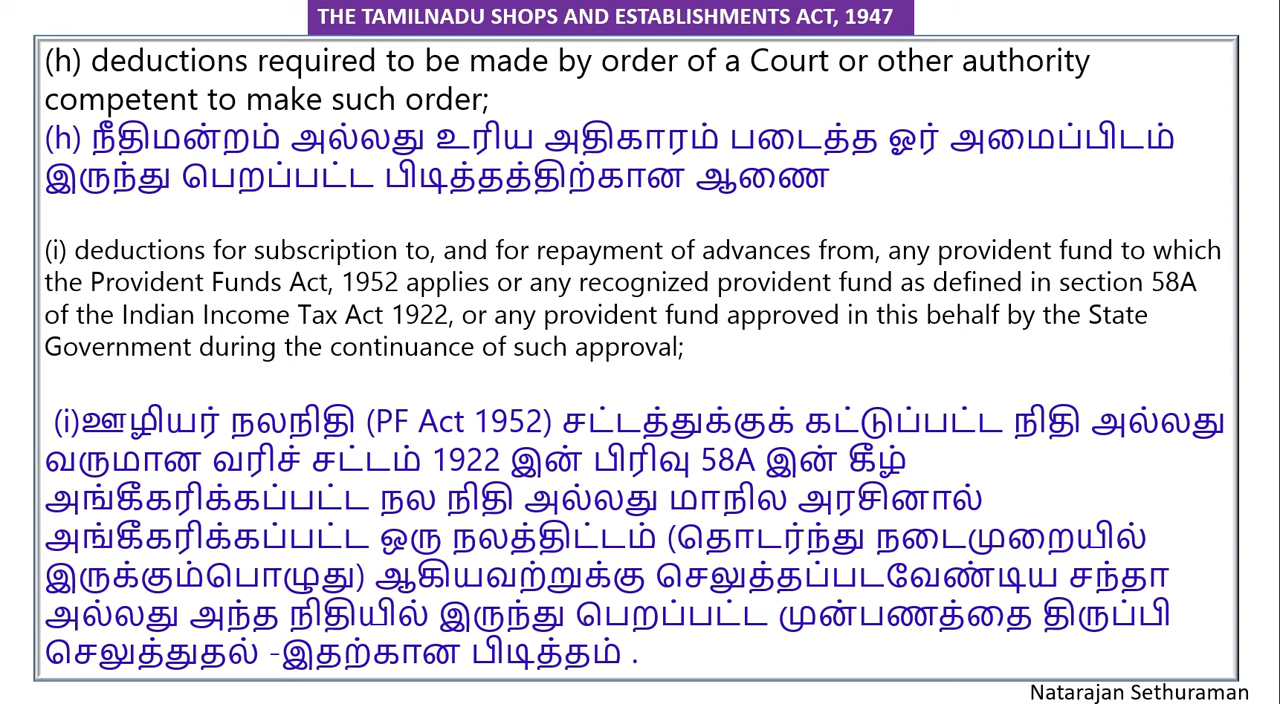 THE TAMILNADU SHOPS AND ESTABLISHMENTS ACT, 1947
(h) deductions required to be made by order of a Court or other authority
competent to make such order;
(h) நீதிமன்றம் அல்லது உரிய அதிகாரம் படைத்த ஓர் அமைப்பிடம்
இருந்து பெறப்பட்ட பிடித்தத்திற்கான ஆணை
(i) deductions for subscription to, and for repayment of advances from, any provident fund to which
the Provident Funds Act, 1952 applies or any recognized provident fund as defined in section 58A
of the Indian Income Tax Act 1922, or any provident fund approved in this behalf by the State
Government during the continuance of such approval;
(i)ஊழியர் நலநிதி (PF Act 1952) சட்டத்துக்குக் கட்டுப்பட்ட நிதி அல்லது
வருமான வரிச் சட்டம் 1922 இன் பிரிவு 58A இன் கீழ்
அங்கீகரிக்கப்பட்ட நல நிதி அல்லது மாநில அரசினால்
அங்கீகரிக்கப்பட்ட ஒரு நலத்திட்டம் (தொடர்ந்து நடைமுறையில்
இருக்கும்பொழுது) ஆகியவற்றுக்கு செலுத்தப்படவேண்டிய சந்தா
அல்லது அந்த நிதியில் இருந்து பெறப்பட்ட முன்பணத்தை திருப்பி
செலுத்துதல் -இதற்கான பிடித்தம் .
Natarajan Sethuraman